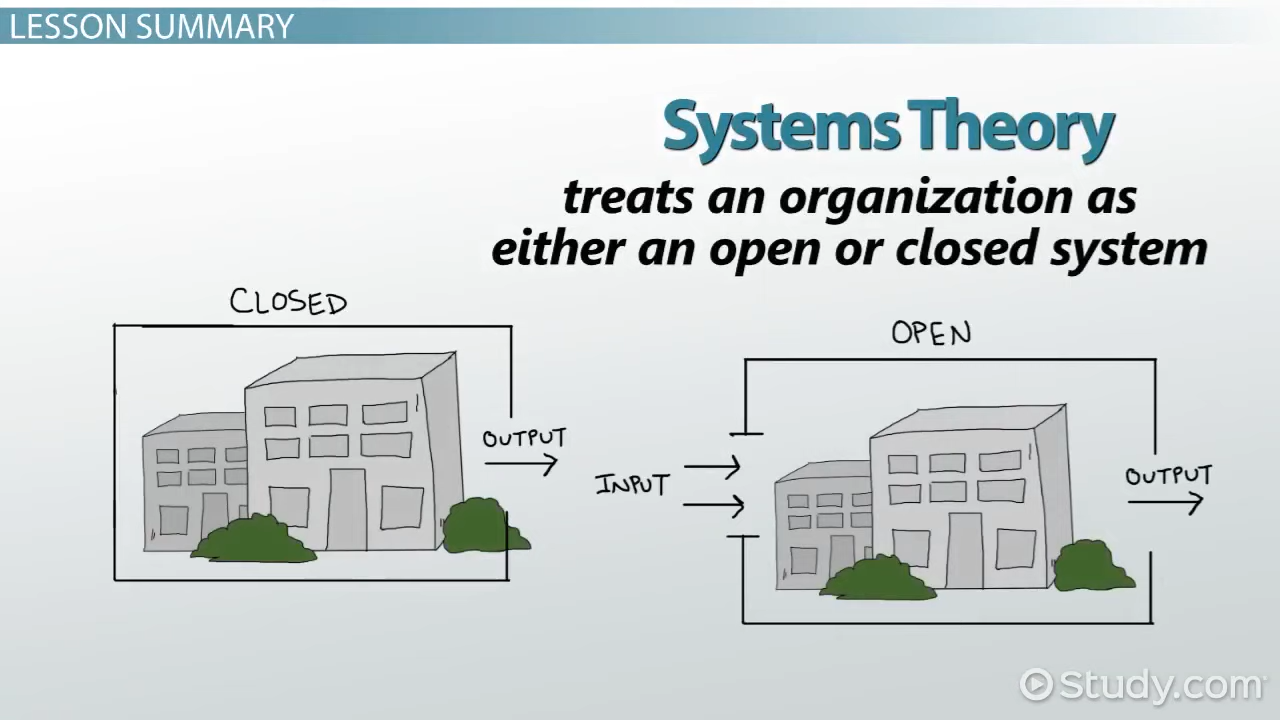 LESSON SUMMARY
Systems Theory
treats an organization as
either an open or closed system
CLOSED
OUTPUT
OPEN
INPUT
OUTPUT
Study.com